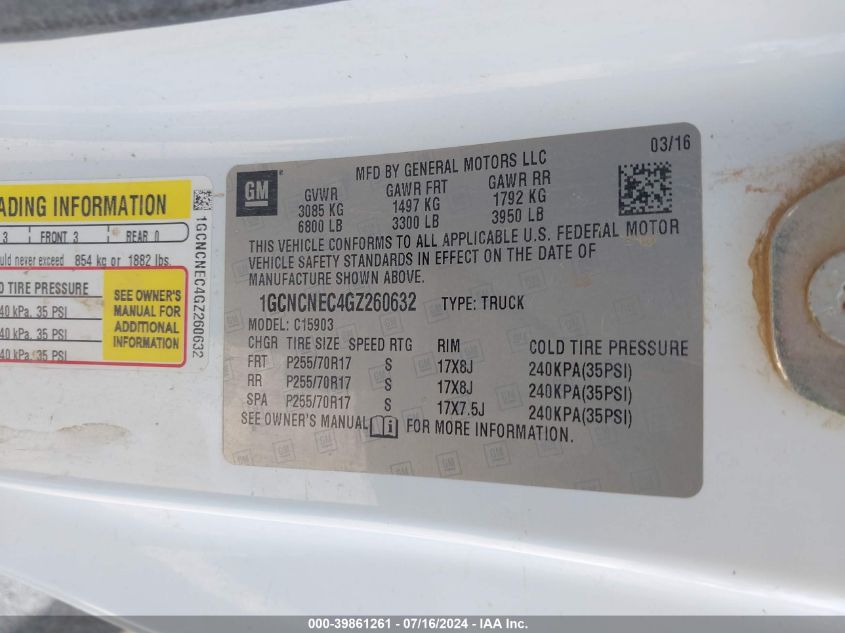 ADING INFORMATION
3 FRONT 3 REAR 0
ould never exceed 854 kg or 1882 lbs.
D TIRE PRESSURE
40 kPa, 35 PSI
40 kPa, 35 PSI
40 kPa, 35 PSI
SEE OWNER'S
MANUAL FOR
ADDITIONAL
INFORMATION
1GCNCNEC4GZ260632
GM
MFD BY GENERAL MOTORS LLC
03/16
GVWR GAWR FRT GAWR RR
3085 KG 1497 KG 1792 KG
6800 LB 3300 LB 3950 LB
THIS VEHICLE CONFORMS TO ALL APPLICABLE U.S. FEDERAL MOTOR
VEHICLE SAFETY STANDARDS IN EFFECT ON THE DATE OF
MANUFACTURE SHOWN ABOVE.
1GCNCNEC4GZ260632 TYPE: TRUCK
MODEL: C15903
CHGR TIRE SIZE SPEED RTG RIM COLD TIRE PRESSURE
FRT P255/70R17 S 17X8J 240KPA(35PSI)
RR P255/70R17 S 17X8J 240KPA(35PSI)
SPA P255/70R17 S 17X7.5J 240KPA(35PSI)
SEE OWNER'S MANUAL FOR MORE INFORMATION.
000-39861261 - 07/16/2024 - IAA Inc.